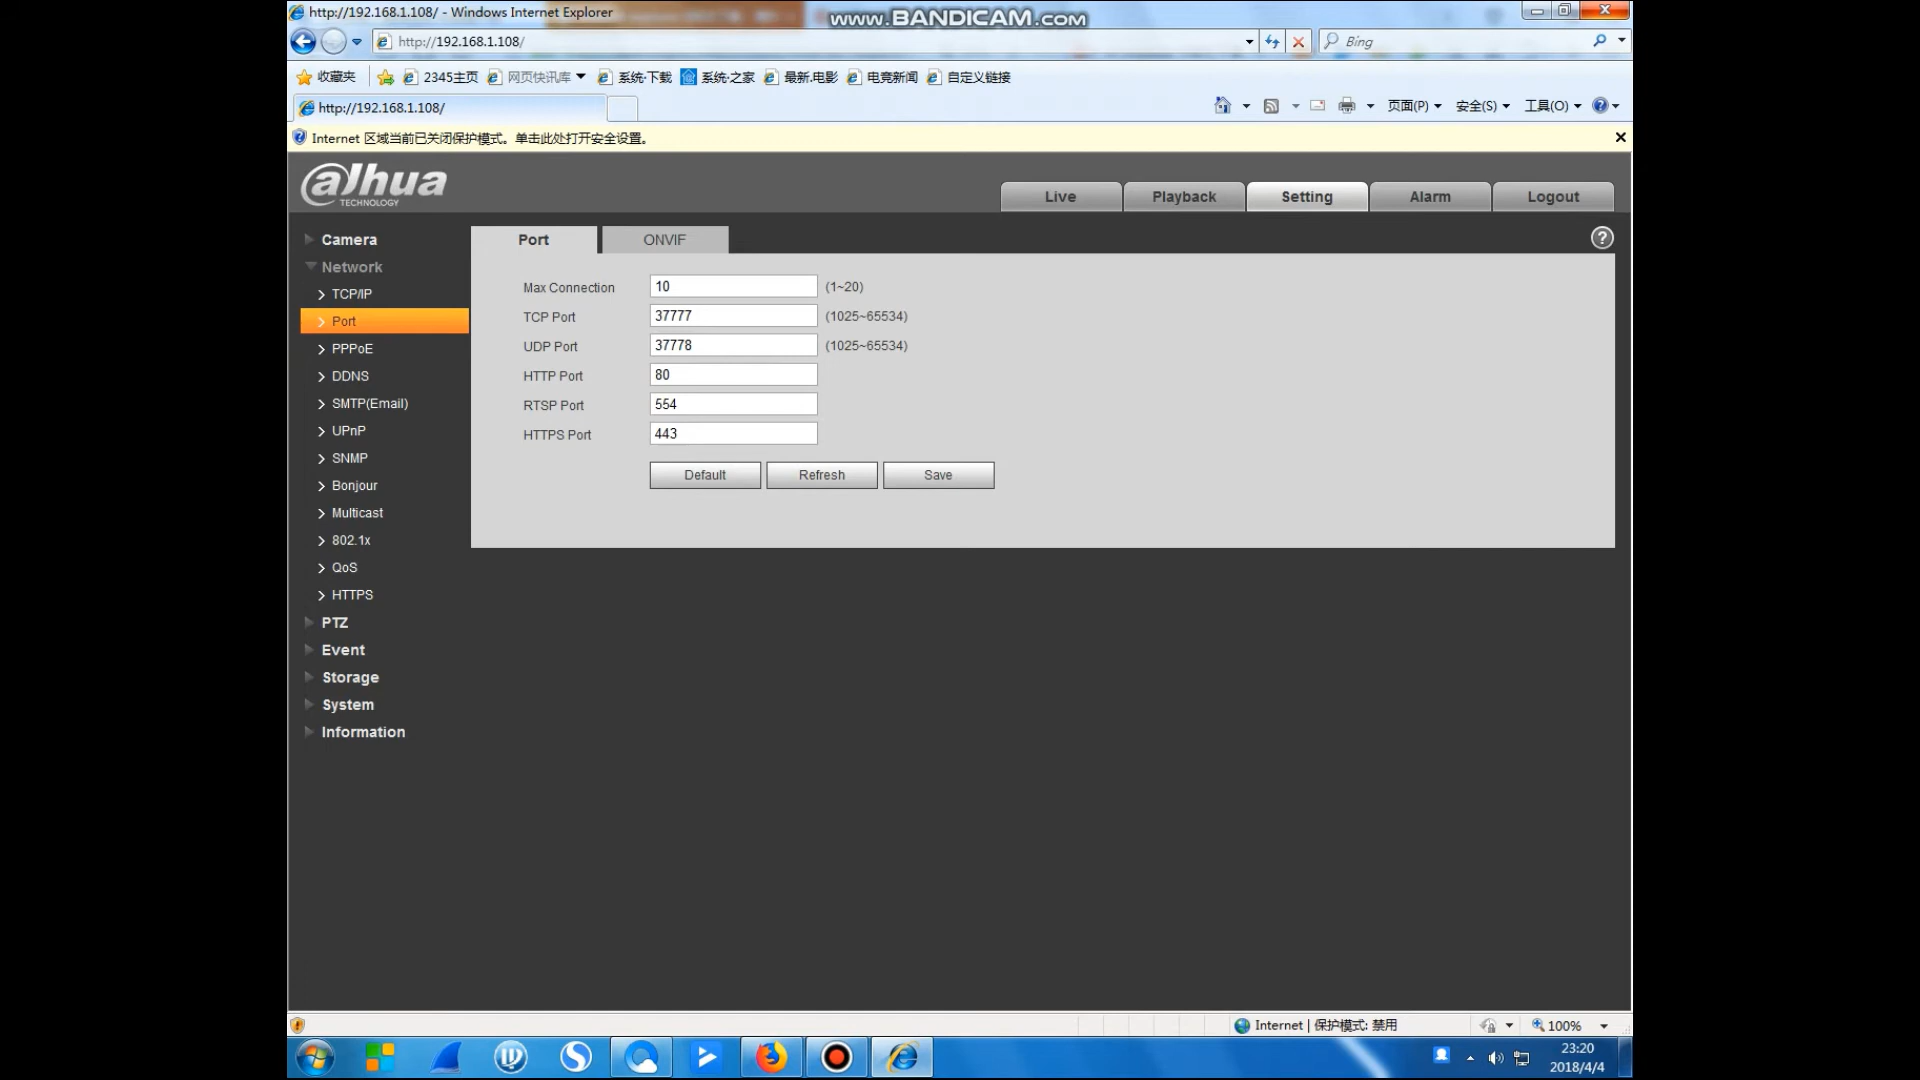 http://192.168.1.108/ - Windows Internet Explorer
www.BANDICAM.com
http://192.168.1.108/
Bing
收藏夹 2345主页 网页快讯库 系统·下载 系统·之家 最新.电影 电竞新闻 自定义链接
http://192.168.1.108/
页面(P) 安全(S) 工具(O)
Internet 区域当前已关闭保护模式。单击此处打开安全设置。
alhua
TECHNOLOGY
Live Playback Setting Alarm Logout
Camera
Network
TCP/IP
Port
PPPoE
DDNS
SMTP(Email)
UPnP
SNMP
Bonjour
Multicast
802.1x
QoS
HTTPS
PTZ
Event
Storage
System
Information
Port ONVIF
Max Connection 10 (1~20)
TCP Port 37777 (1025~65534)
UDP Port 37778 (1025~65534)
HTTP Port 80
RTSP Port 554
HTTPS Port 443
Default Refresh Save
Internet | 保护模式: 禁用
100%
23:20
2018/4/4